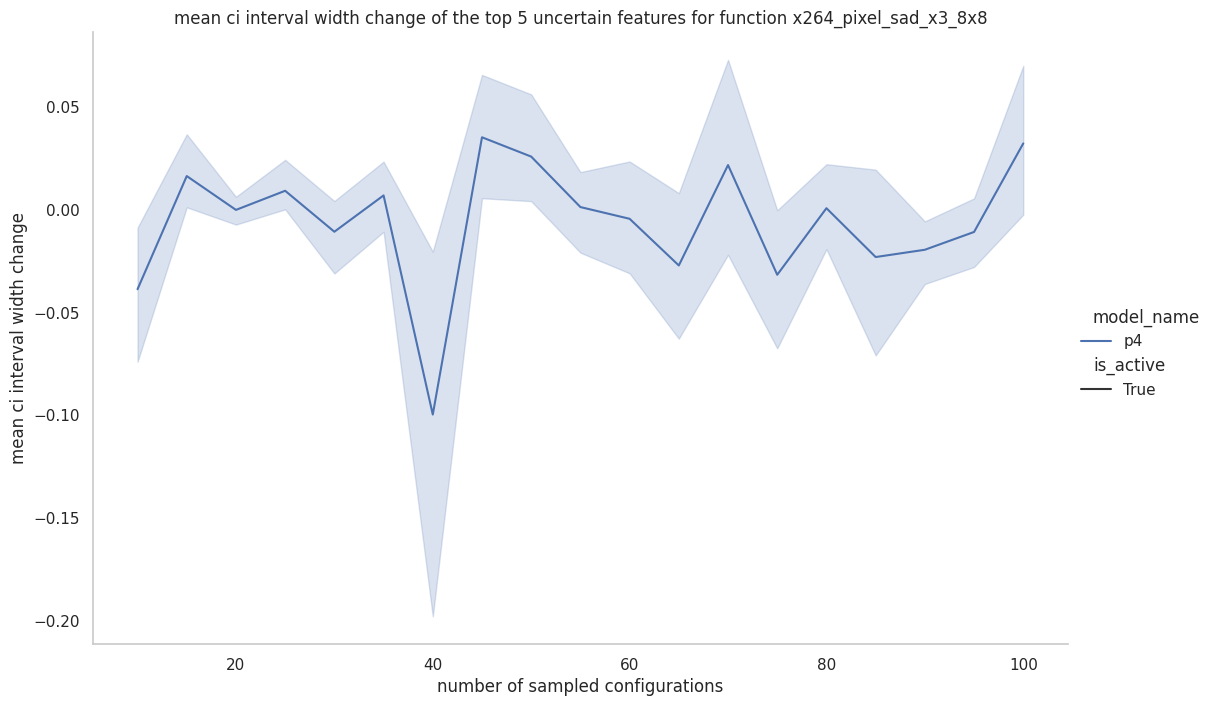 mean ci interval width change of the top 5 uncertain features for function x264_pixel_sad_x3_8x8
mean ci interval width change
0.05
0.00
−0.05
−0.10
−0.15
−0.20
20
40
60
80
100
number of sampled configurations
model_name
p4
is_active
True